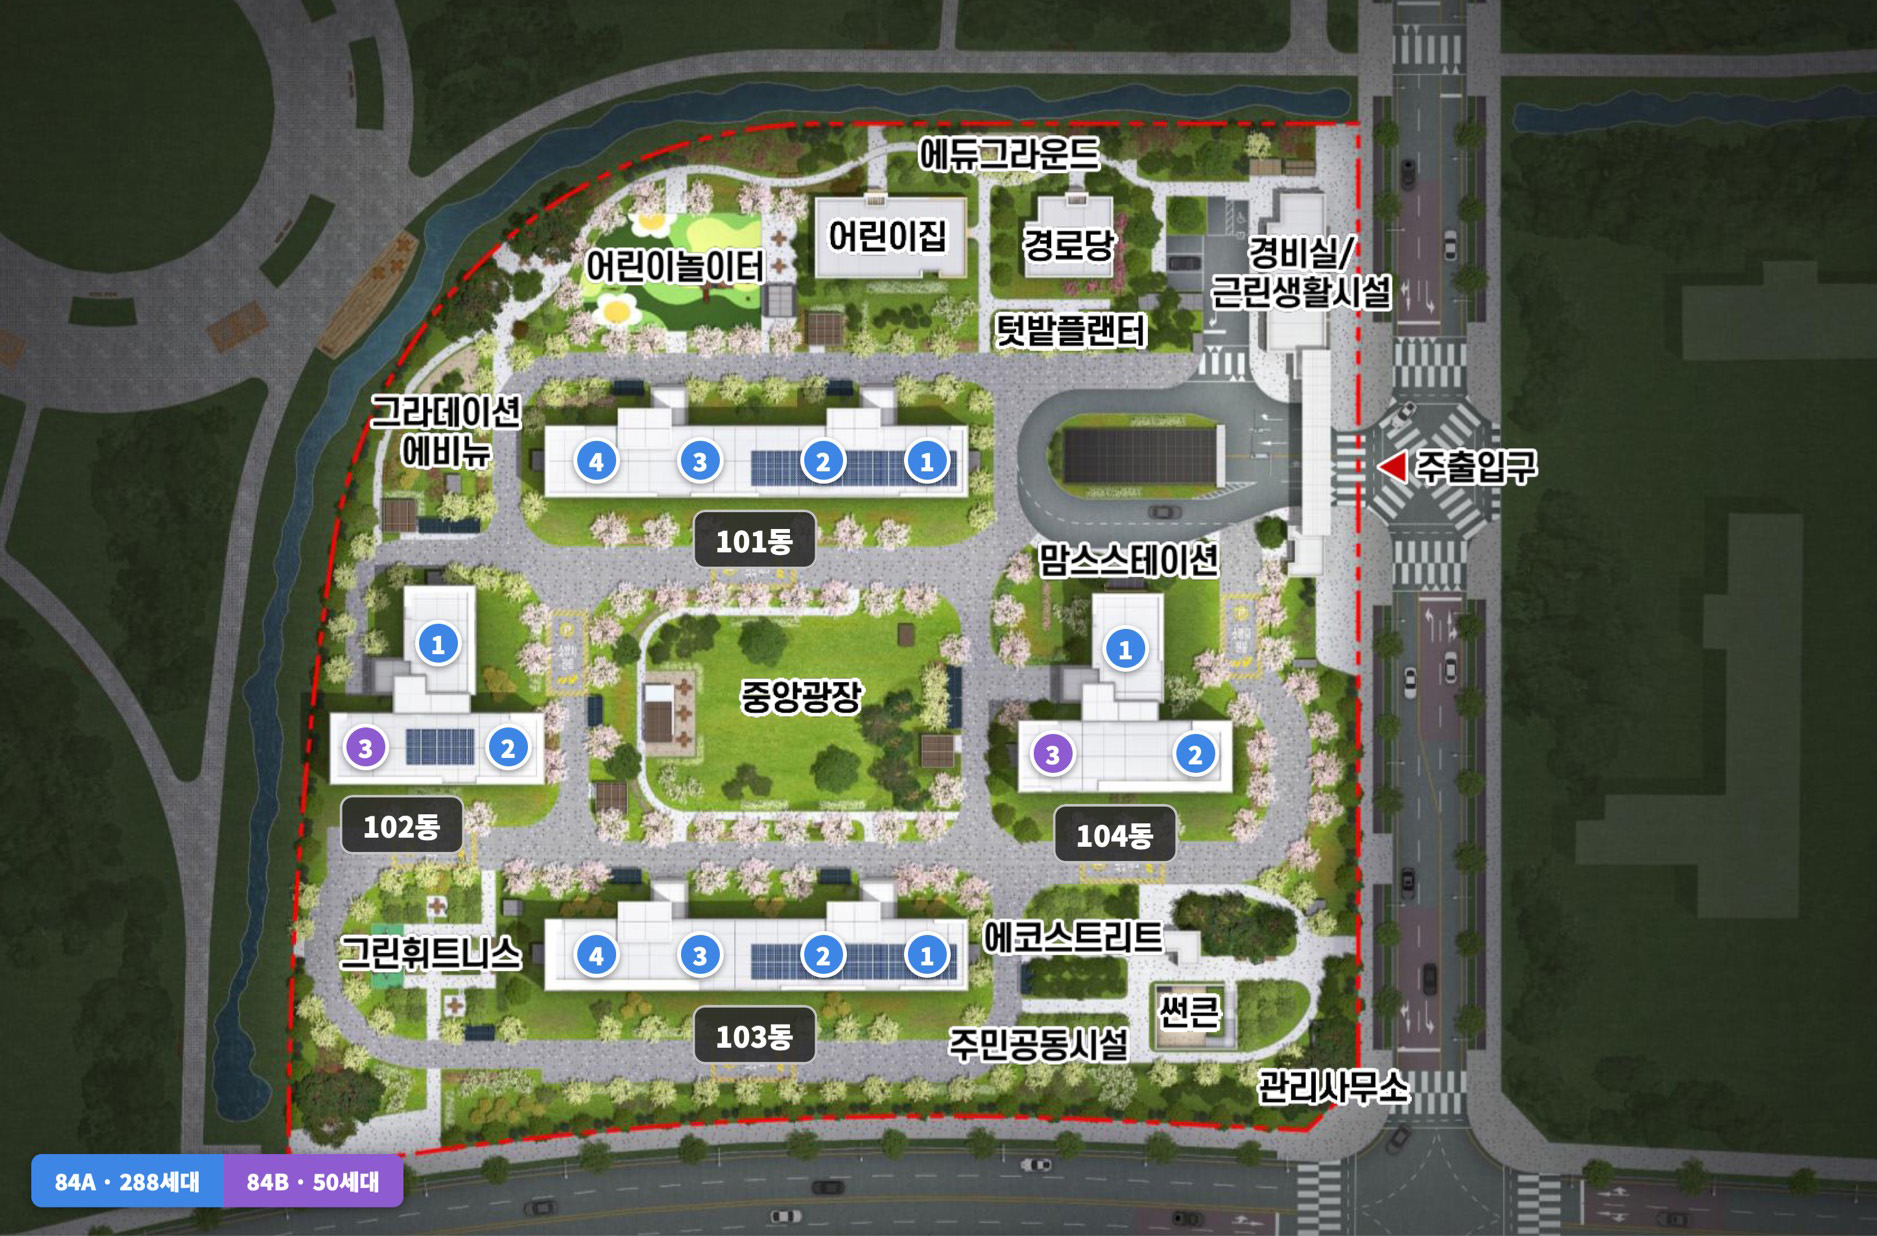 에듀그라운드
어린이집
경로당
어린이놀이터
경비실/
근린생활시설
텃밭플랜터
그라데이션
에비뉴
4 3 2 1
주출입구
101동
맘스스테이션
1
1
중앙광장
3 2
3 2
102동
104동
에코스트리트
그린휘트니스
4 3 2 1
썬큰
103동
주민공동시설
관리사무소
84A · 288세대 84B · 50세대